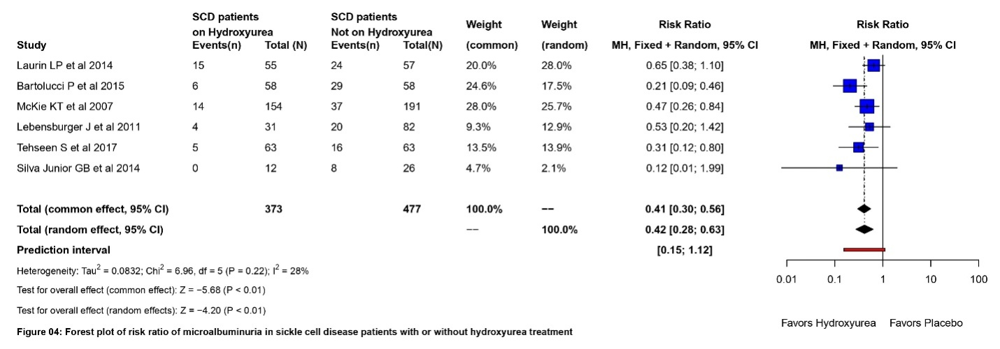 SCD patients SCD patients
on Hydroxyurea Not on Hydroxyurea Weight Weight Risk Ratio Risk Ratio
Study Events(n) Total (N) Events(n) Total(N) (common) (random) MH, Fixed + Random, 95% CI MH, Fixed + Random, 95% CI
Laurin LP et al 2014 15 55 24 57 20.0% 28.0% 0.65 [0.38; 1.10]
Bartolucci P et al 2015 6 58 29 58 24.6% 17.5% 0.21 [0.09; 0.46]
McKie KT et al 2007 14 154 37 191 28.0% 25.7% 0.47 [0.26; 0.84]
Lebensburger J et al 2011 4 31 20 82 9.3% 12.9% 0.53 [0.20; 1.42]
Tehseen S et al 2017 5 63 16 63 13.5% 13.9% 0.31 [0.12; 0.80]
Silva Junior GB et al 2014 0 12 8 26 4.7% 2.1% 0.12 [0.01; 1.99]
Total (common effect, 95% CI) 373 477 100.0% −− 0.41 [0.30; 0.56]
Total (random effect, 95% CI) −− 100.0% 0.42 [0.28; 0.63]
Prediction interval [0.15; 1.12]
Heterogeneity: Tau² = 0.0832; Chi² = 6.96, df = 5 (P = 0.22); I² = 28%
0.01 0.1 1 10 100
Test for overall effect (common effect): Z = −5.68 (P < 0.01)
Test for overall effect (random effects): Z = −4.20 (P < 0.01)
Favors Hydroxyurea Favors Placebo
Figure 04: Forest plot of risk ratio of microalbuminuria in sickle cell disease patients with or without hydroxyurea treatment